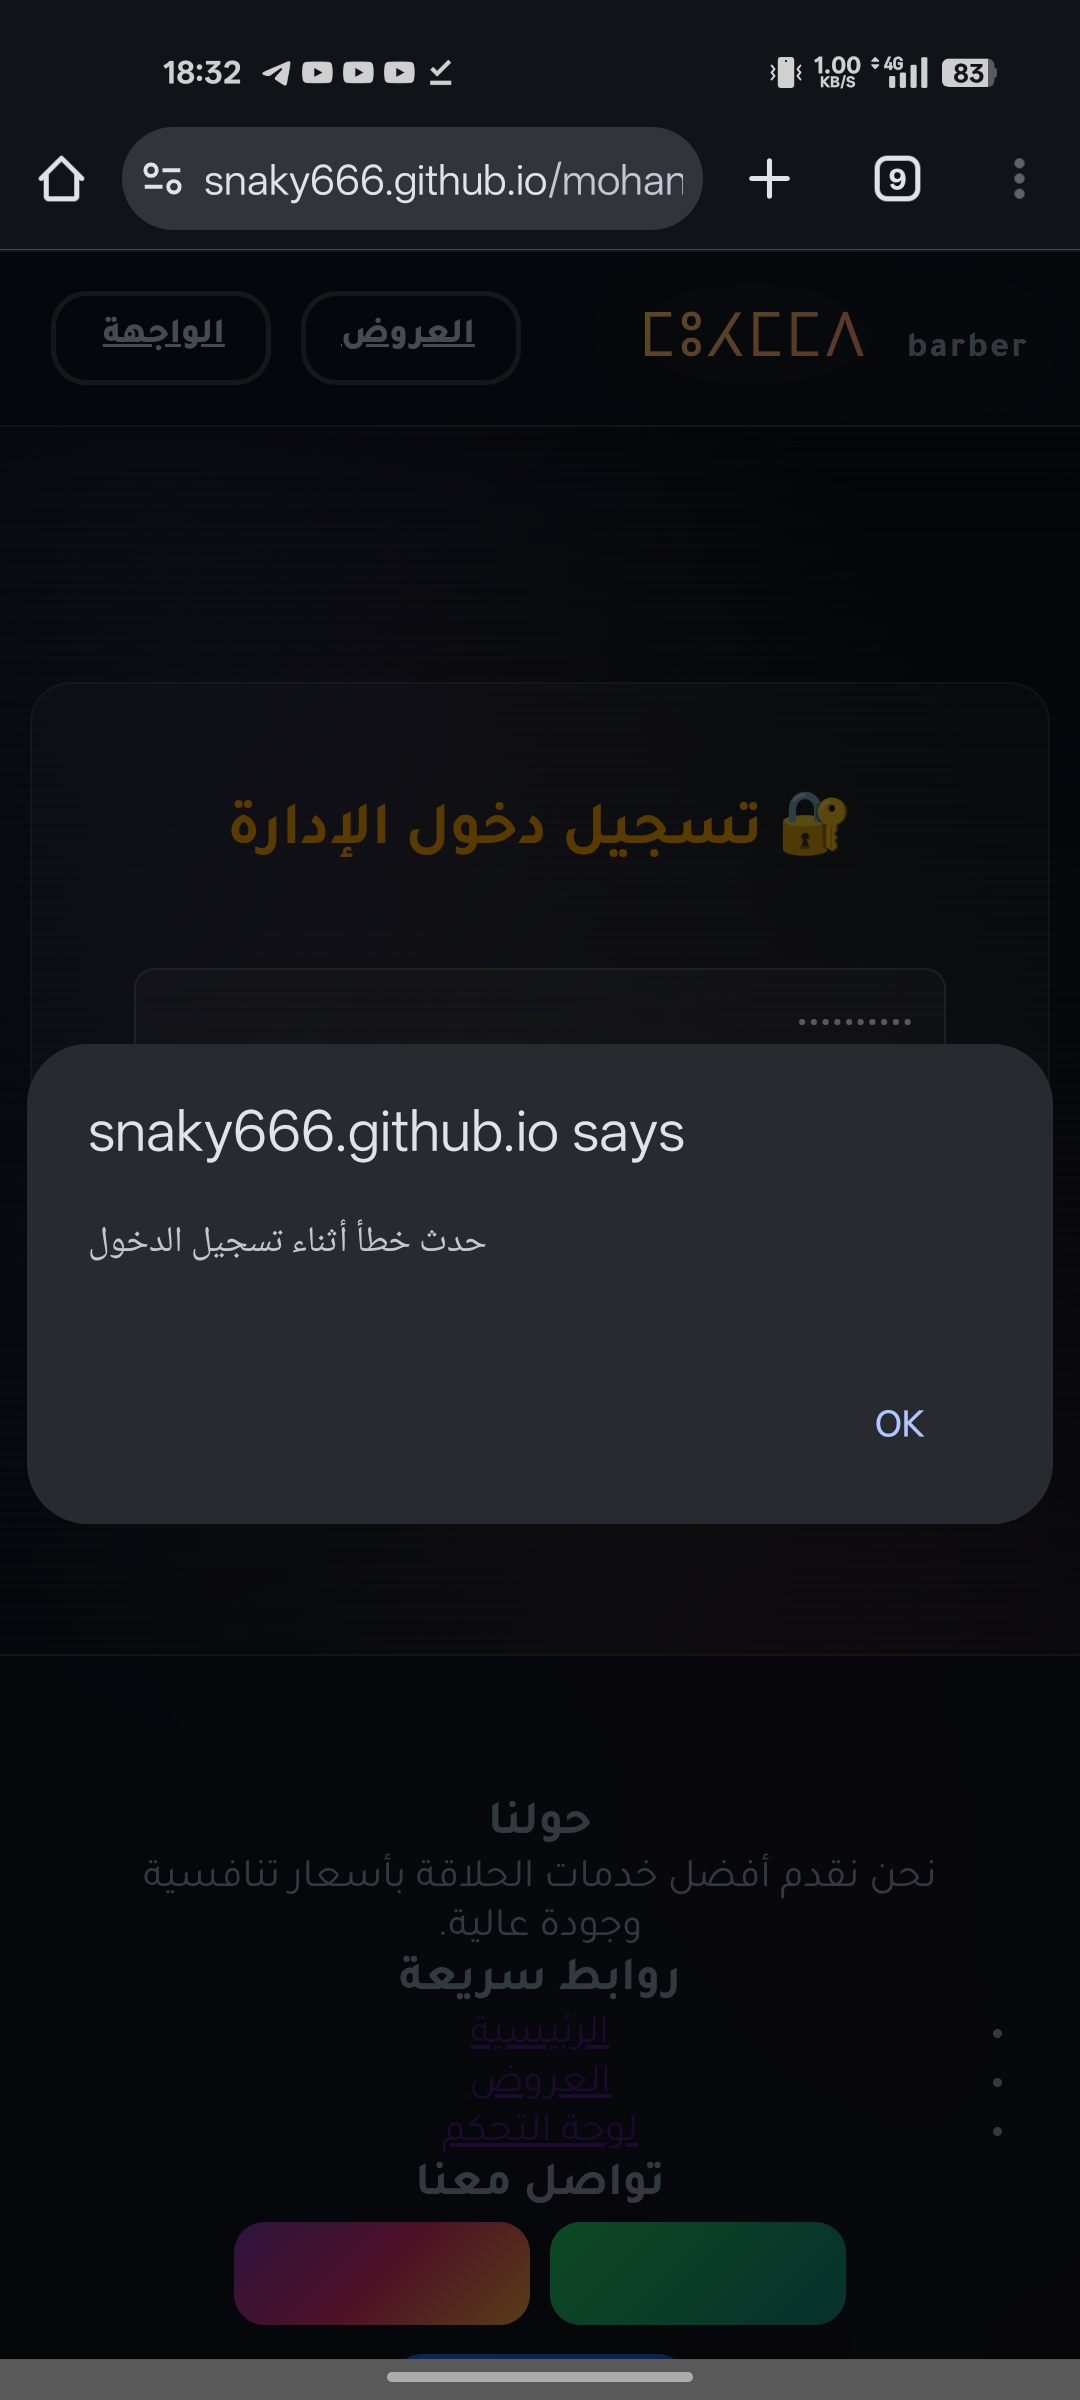 18:32
1.00 KB/S
4G
83
snaky666.github.io/mohan
9
barber
العروض
الواجهة
🔐 تسجيل دخول الإدارة
snaky666.github.io says
حدث خطأ أثناء تسجيل الدخول
OK
حولنا
نحن نقدم أفضل خدمات الحلاقة بأسعار تنافسية
وجودة عالية.
روابط سريعة
الرئيسية
العروض
لوحة التحكم
تواصل معنا